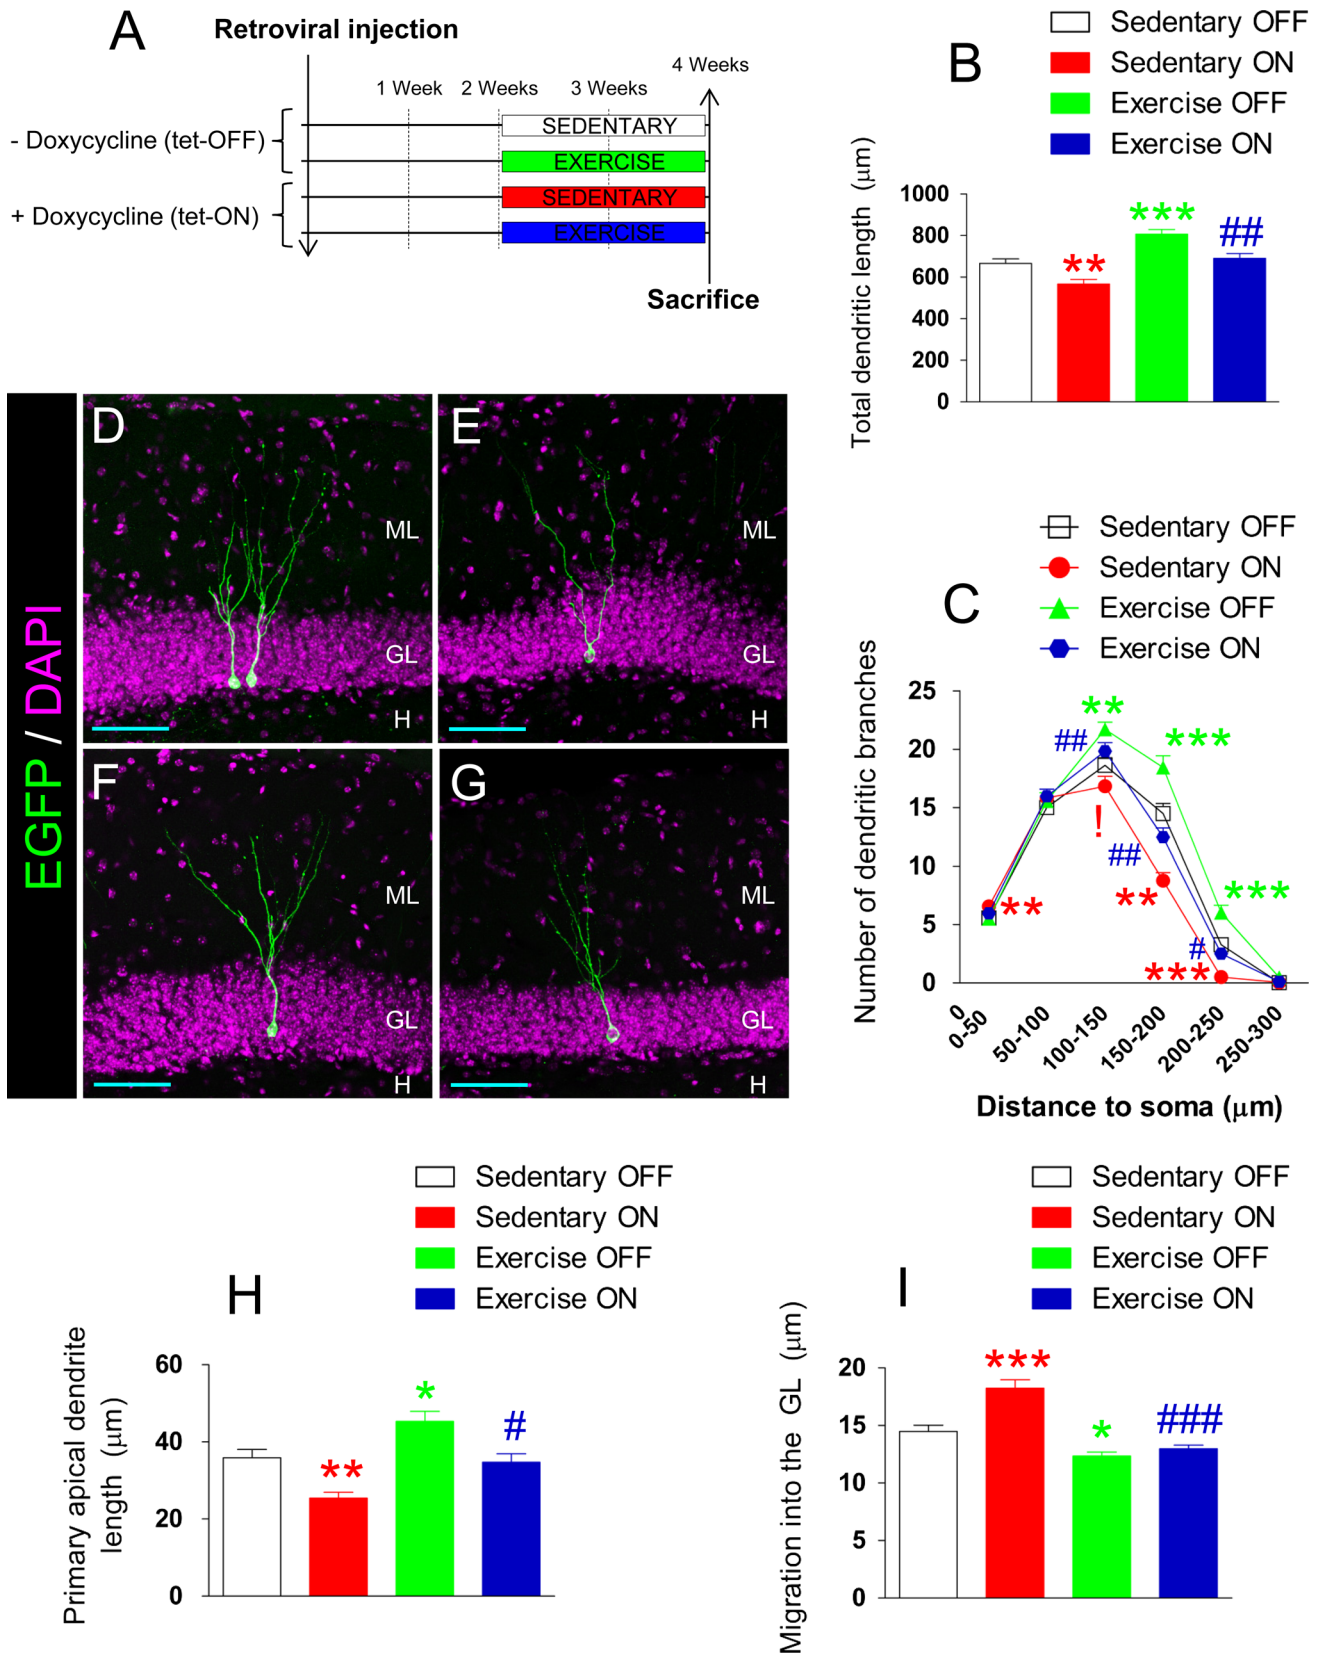 A
Retroviral injection
1 Week
2 Weeks
3 Weeks
4 Weeks
- Doxycycline (tet-OFF)
+ Doxycycline (tet-ON)
SEDENTARY
EXERCISE
SEDENTARY
EXERCISE
Sacrifice
B
Sedentary OFF
Sedentary ON
Exercise OFF
Exercise ON
Total dendritic length (µm)
1000
800
600
400
200
0
**
***
##
EGFP / DAPI
D
ML
GL
H
E
ML
GL
H
F
ML
GL
H
G
ML
GL
H
C
Sedentary OFF
Sedentary ON
Exercise OFF
Exercise ON
Number of dendritic branches
25
20
15
10
5
0
**
##
***
!
##
**
***
**
#
***
0
0-50
50-100
100-150
150-200
200-250
250-300
Distance to soma (µm)
H
Sedentary OFF
Sedentary ON
Exercise OFF
Exercise ON
Primary apical dendrite
length (µm)
60
40
20
0
**
*
#
I
Sedentary OFF
Sedentary ON
Exercise OFF
Exercise ON
Migration into the GL (µm)
20
15
10
5
0
***
*
###